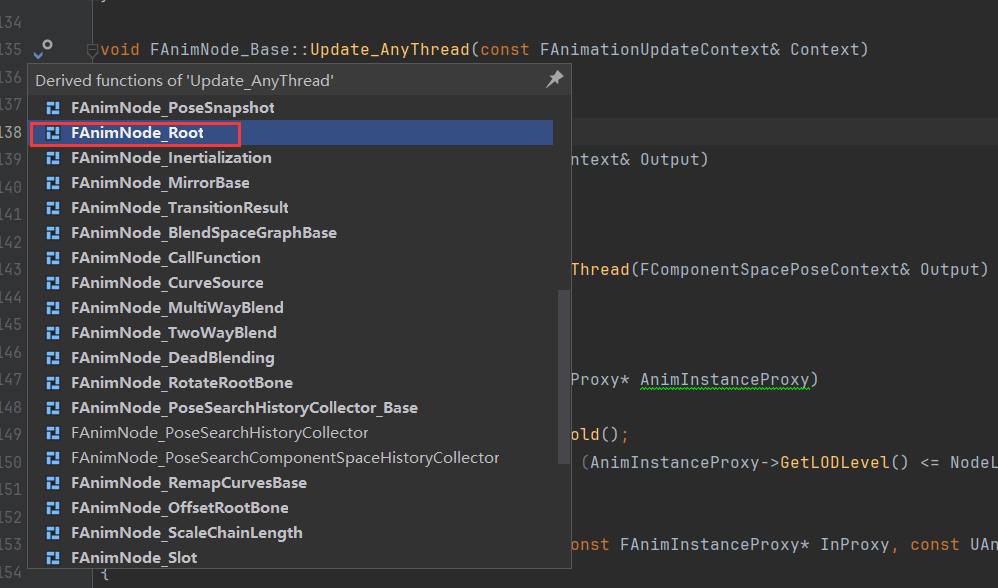 134
135 void FAnimNode_Base::Update_AnyThread(const FAnimationUpdateContext& Context)
136
Derived functions of 'Update_AnyThread'
137 FAnimNode_PoseSnapshot
138 FAnimNode_Root
139 FAnimNode_Inertialization ntext& Output)
140 FAnimNode_MirrorBase
141 FAnimNode_TransitionResult
142 FAnimNode_BlendSpaceGraphBase
FAnimNode_CallFunction
143 Thread(FComponentSpacePoseContext& Output)
144 FAnimNode_CurveSource
145 FAnimNode_MultiWayBlend
146 FAnimNode_TwoWayBlend
FAnimNode_DeadBlending
147 FAnimNode_RotateRootBone Proxy* AnimInstanceProxy)
148 FAnimNode_PoseSearchHistoryCollector_Base
149 FAnimNode_PoseSearchHistoryCollector old();
150 FAnimNode_PoseSearchComponentSpaceHistoryCollector (AnimInstanceProxy->GetLODLevel() <= NodeL
151 FAnimNode_RemapCurvesBase
152 FAnimNode_OffsetRootBone
FAnimNode_ScaleChainLength
153 onst FAnimInstanceProxy* InProxy, const UAn
FAnimNode_Slot
154 {